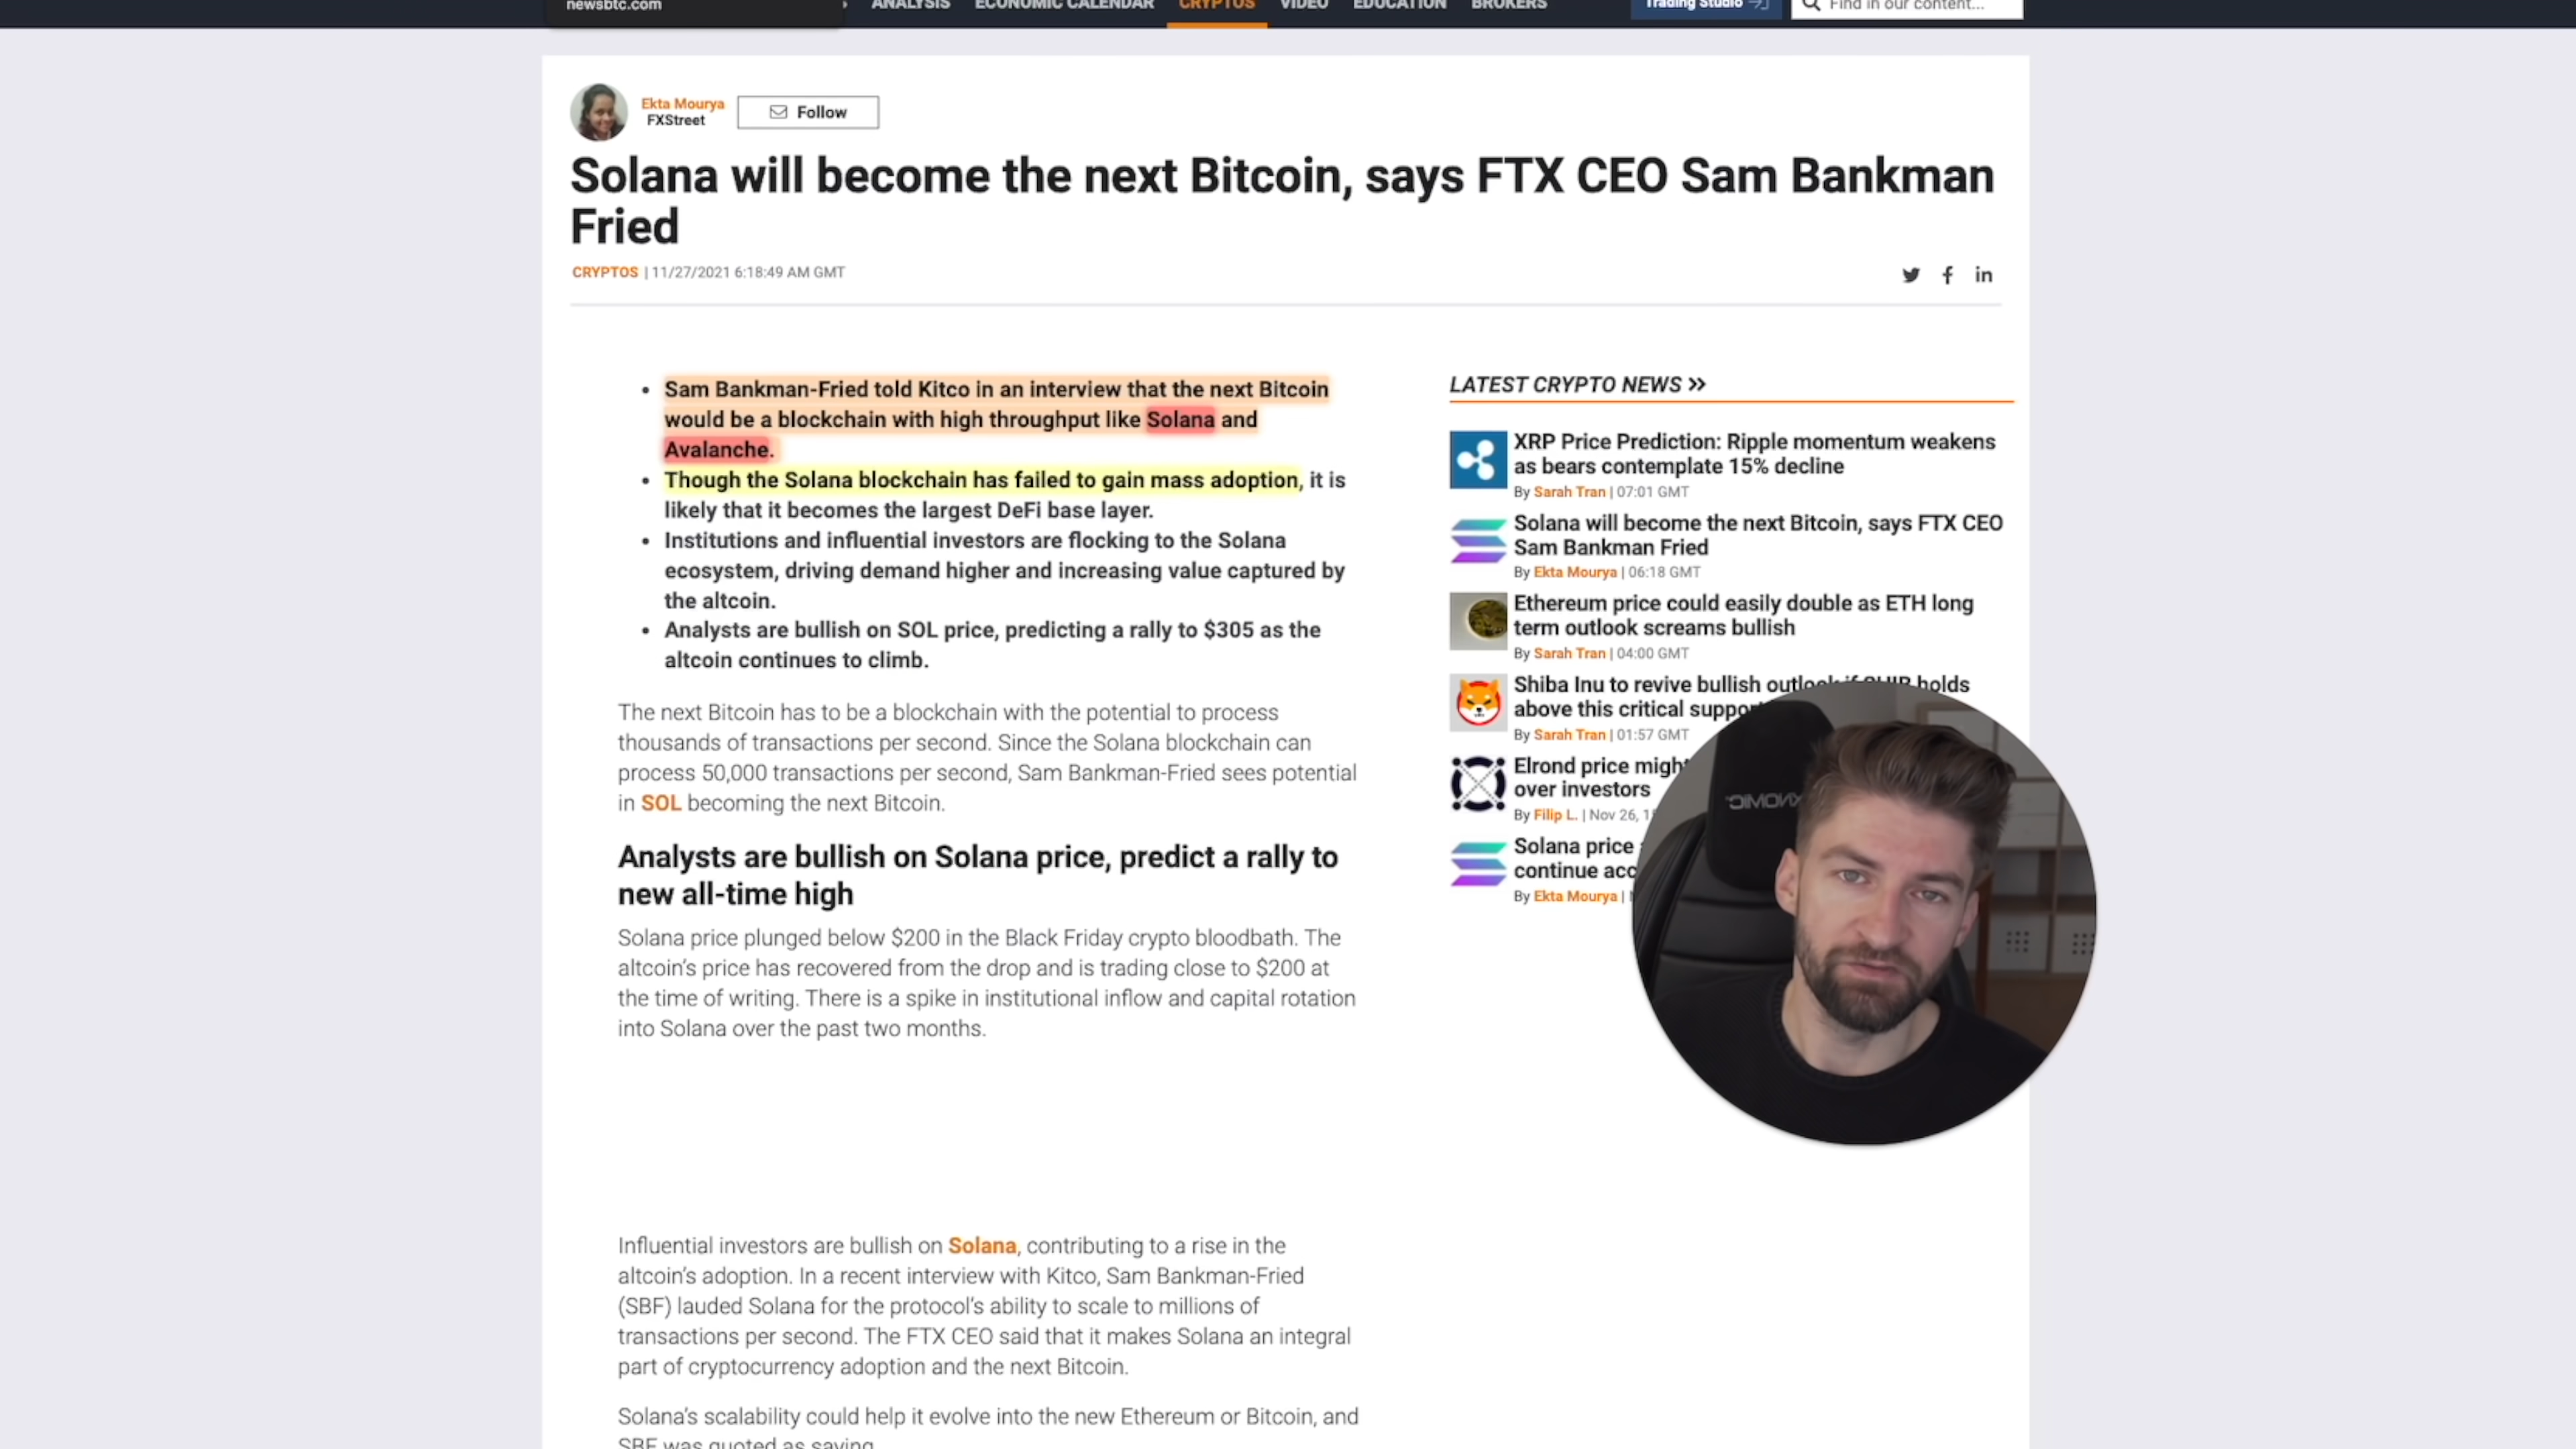 newsbtc.com
ANALYSIS ECONOMIC CALENDAR CRYPTOS VIDEO EDUCATION BROKERS
Trading Studio
Find in our content...
Ekta Mourya
FXStreet
Follow
Solana will become the next Bitcoin, says FTX CEO Sam Bankman
Fried
CRYPTOS | 11/27/2021 6:18:49 AM GMT
• Sam Bankman-Fried told Kitco in an interview that the next Bitcoin
would be a blockchain with high throughput like Solana and
Avalanche.
• Though the Solana blockchain has failed to gain mass adoption, it is
likely that it becomes the largest DeFi base layer.
• Institutions and influential investors are flocking to the Solana
ecosystem, driving demand higher and increasing value captured by
the altcoin.
• Analysts are bullish on SOL price, predicting a rally to $305 as the
altcoin continues to climb.
The next Bitcoin has to be a blockchain with the potential to process
thousands of transactions per second. Since the Solana blockchain can
process 50,000 transactions per second, Sam Bankman-Fried sees potential
in SOL becoming the next Bitcoin.
Analysts are bullish on Solana price, predict a rally to
new all-time high
Solana price plunged below $200 in the Black Friday crypto bloodbath. The
altcoin's price has recovered from the drop and is trading close to $200 at
the time of writing. There is a spike in institutional inflow and capital rotation
into Solana over the past two months.
Influential investors are bullish on Solana, contributing to a rise in the
altcoin's adoption. In a recent interview with Kitco, Sam Bankman-Fried
(SBF) lauded Solana for the protocol's ability to scale to millions of
transactions per second. The FTX CEO said that it makes Solana an integral
part of cryptocurrency adoption and the next Bitcoin.
Solana's scalability could help it evolve into the new Ethereum or Bitcoin, and
SBF was quoted as saying
LATEST CRYPTO NEWS >>
XRP Price Prediction: Ripple momentum weakens
as bears contemplate 15% decline
By Sarah Tran | 07:01 GMT
Solana will become the next Bitcoin, says FTX CEO
Sam Bankman Fried
By Ekta Mourya | 06:18 GMT
Ethereum price could easily double as ETH long
term outlook screams bullish
By Sarah Tran | 04:00 GMT
Shiba Inu to revive bullish outlook if SHIB holds
above this critical
By Sarah Tran | 01:57 GMT
Elrond price
over investors
By Filip L. | Nov 26,
Solana price
continue
By Ekta Mourya |